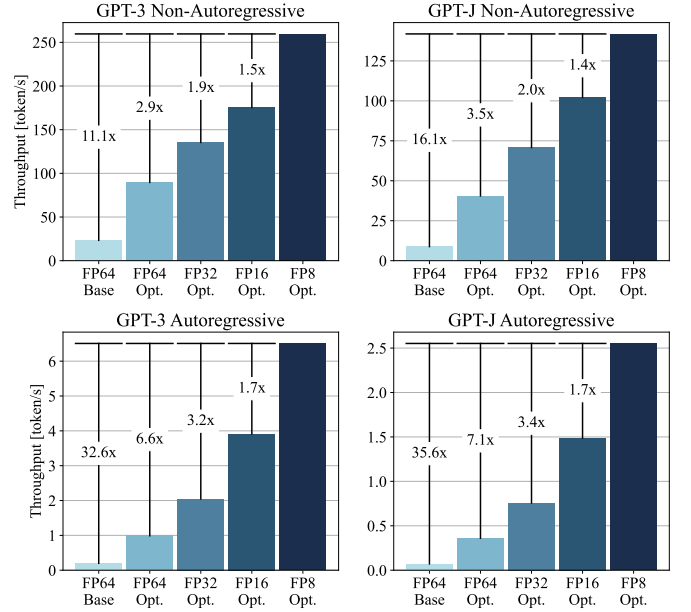 GPT-3 Non-Autoregressive
Throughput [token/s]
250
200
150
100
50
0
11.1x
2.9x
1.9x
1.5x
FP64 Base
FP64 Opt.
FP32 Opt.
FP16 Opt.
FP8 Opt.
GPT-J Non-Autoregressive
125
100
75
50
25
0
16.1x
3.5x
2.0x
1.4x
FP64 Base
FP64 Opt.
FP32 Opt.
FP16 Opt.
FP8 Opt.
GPT-3 Autoregressive
Throughput [token/s]
6
5
4
3
2
1
0
32.6x
6.6x
3.2x
1.7x
FP64 Base
FP64 Opt.
FP32 Opt.
FP16 Opt.
FP8 Opt.
GPT-J Autoregressive
2.5
2.0
1.5
1.0
0.5
0.0
35.6x
7.1x
3.4x
1.7x
FP64 Base
FP64 Opt.
FP32 Opt.
FP16 Opt.
FP8 Opt.